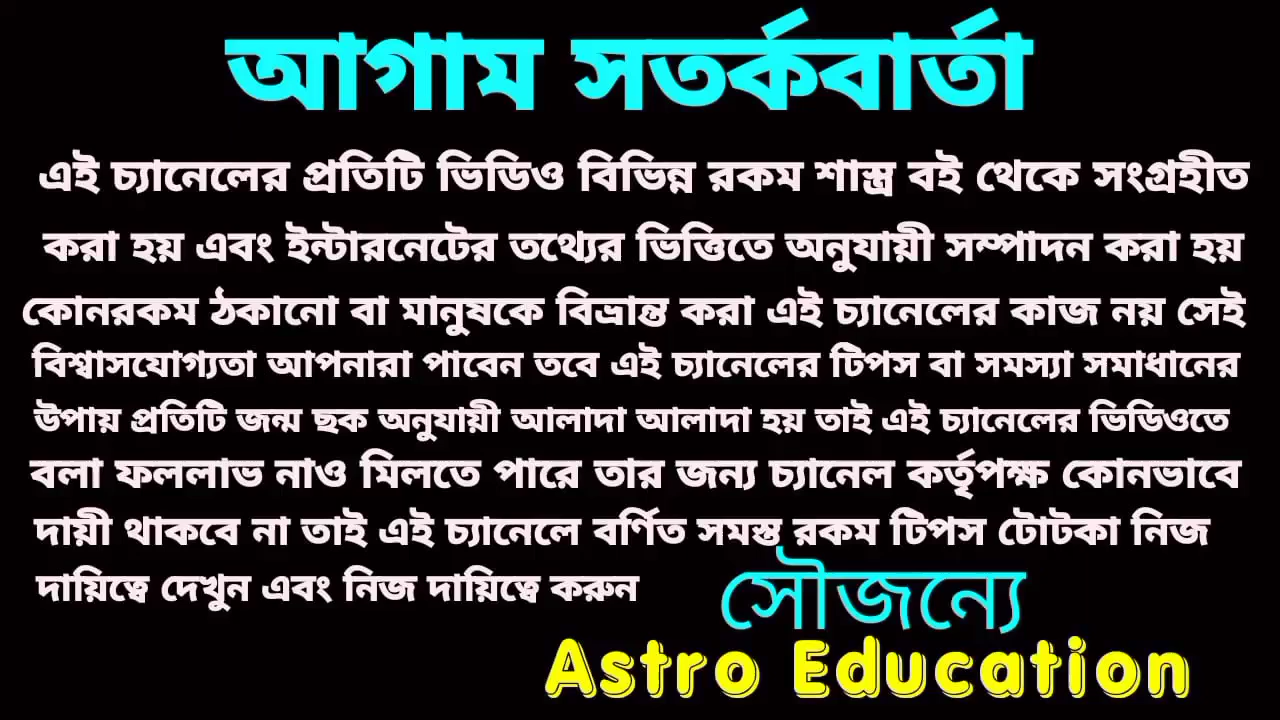 আগাম সতর্কবার্তা
এই চ্যানেলের প্রতিটি ভিডিও বিভিন্ন রকম শাস্ত্র বই থেকে সংগ্রহীত
করা হয় এবং ইন্টারনেটের তথ্যের ভিত্তিতে অনুযায়ী সম্পাদন করা হয়
কোনরকম ঠকানো বা মানুষকে বিভ্রান্ত করা এই চ্যানেলের কাজ নয় সেই
বিশ্বাসযোগ্যতা আপনারা পাবেন তবে এই চ্যানেলের টিপস বা সমস্যা সমাধানের
উপায় প্রতিটি জন্ম ছক অনুযায়ী আলাদা আলাদা হয় তাই এই চ্যানেলের ভিডিওতে
বলা ফললাভ নাও মিলতে পারে তার জন্য চ্যানেল কর্তৃপক্ষ কোনভাবে
দায়ী থাকবে না তাই এই চ্যানেলে বর্ণিত সমস্ত রকম টিপস টোটকা নিজ
দায়িত্বে দেখুন এবং নিজ দায়িত্বে করুন
সৌজন্যে
Astro Education